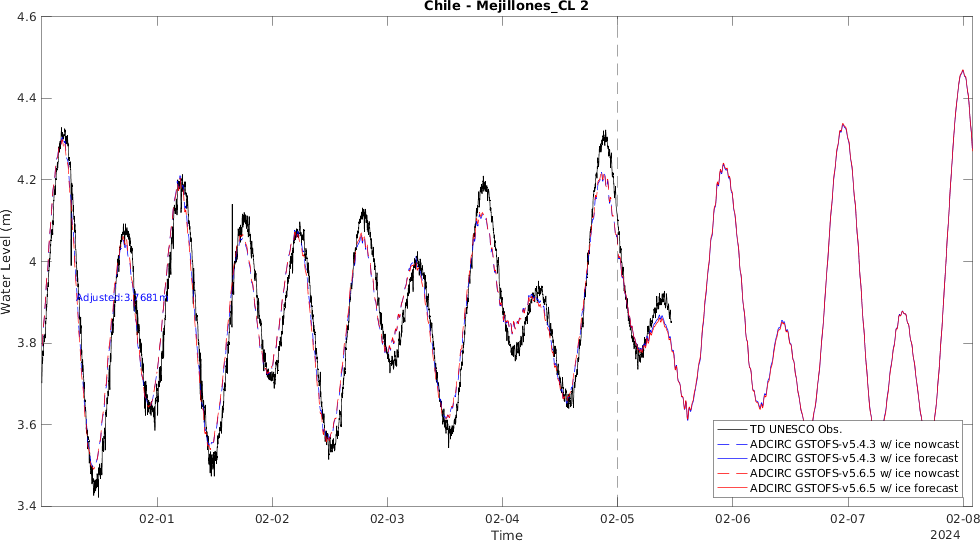 Chile - Mejillones_CL 2
4.6
4.4
4.2
4
3.8
3.6
3.4
Water Level (m)
Adjusted:3.7681m
TD UNESCO Obs.
ADCIRC GSTOFS-v5.4.3 w/ ice nowcast
ADCIRC GSTOFS-v5.4.3 w/ ice forecast
ADCIRC GSTOFS-v5.6.5 w/ ice nowcast
ADCIRC GSTOFS-v5.6.5 w/ ice forecast
02-01 02-02 02-03 02-04 02-05 02-06 02-07 02-08
Time
2024